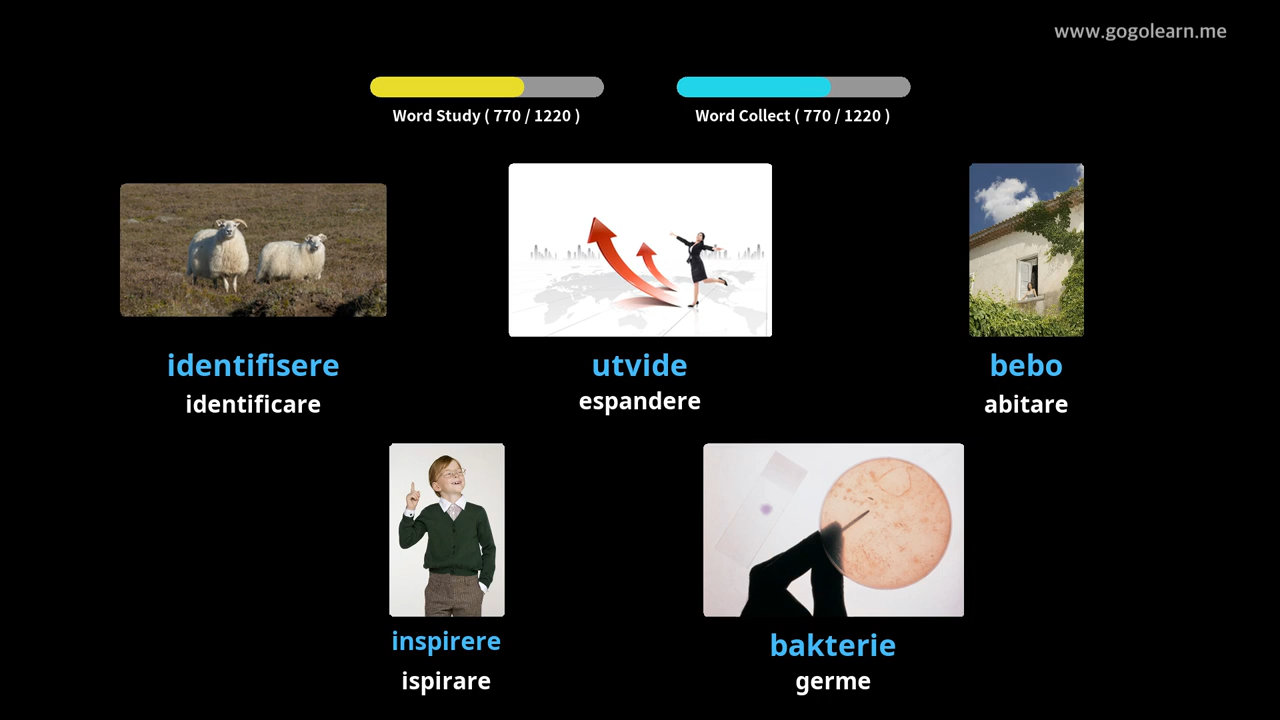 www.gogolearn.me
Word Study ( 770 / 1220 )
Word Collect ( 770 / 1220 )
identifisere
identificare
utvide
espandere
bebo
abitare
inspirere
ispirare
bakterie
germe